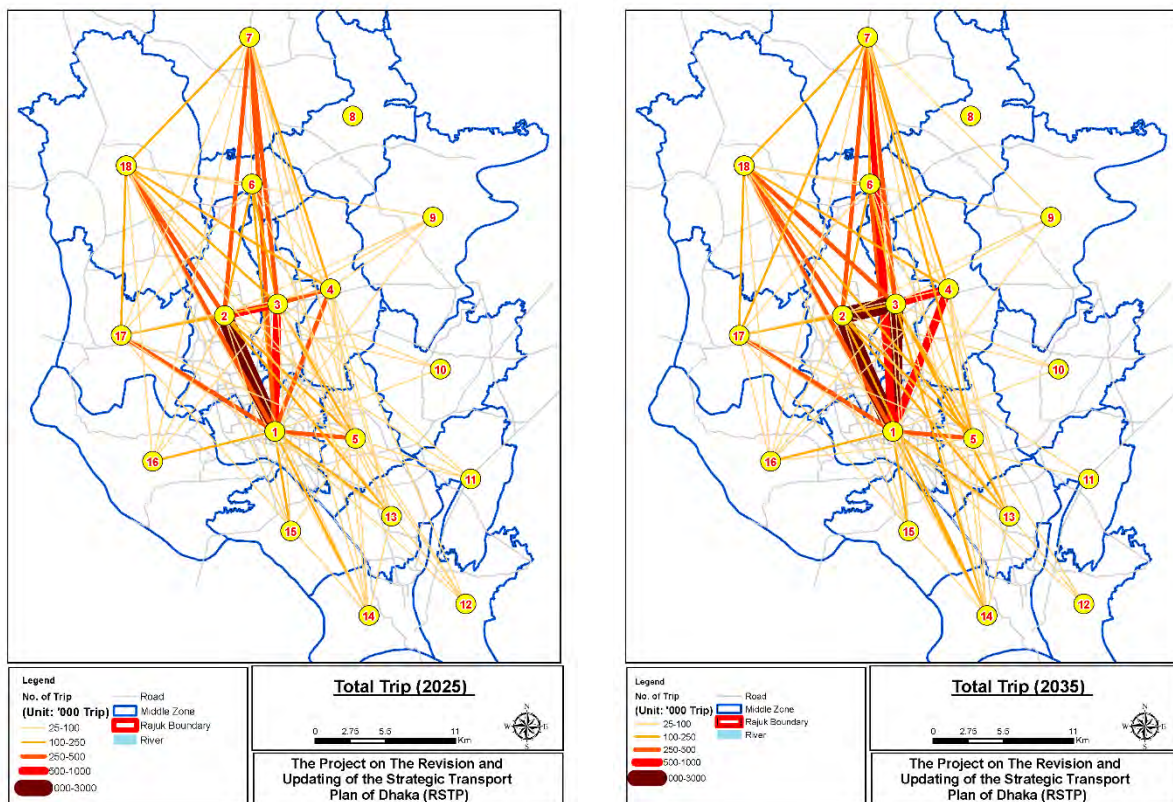 7
8
18
6
9
4
3
2
17
10
1
5
16
11
13
15
12
14
Legend
No. of Trip
(Unit: '000 Trip)
25-100
100-250
250-500
500-1000
000-3000
Road
Middle Zone
Rajuk Boundary
River
Total Trip (2025)
0 2.75 5.5 11
Km
N
W E
S
The Project on The Revision and
Updating of the Strategic Transport
Plan of Dhaka (RSTP)
7
8
18
6
9
4
3
2
17
10
1
5
16
11
13
15
12
14
Legend
No. of Trip
(Unit: '000 Trip)
25-100
100-250
250-500
500-1000
000-3000
Road
Middle Zone
Rajuk Boundary
River
Total Trip (2035)
0 2.75 5.5 11
Km
N
W E
S
The Project on The Revision and
Updating of the Strategic Transport
Plan of Dhaka (RSTP)